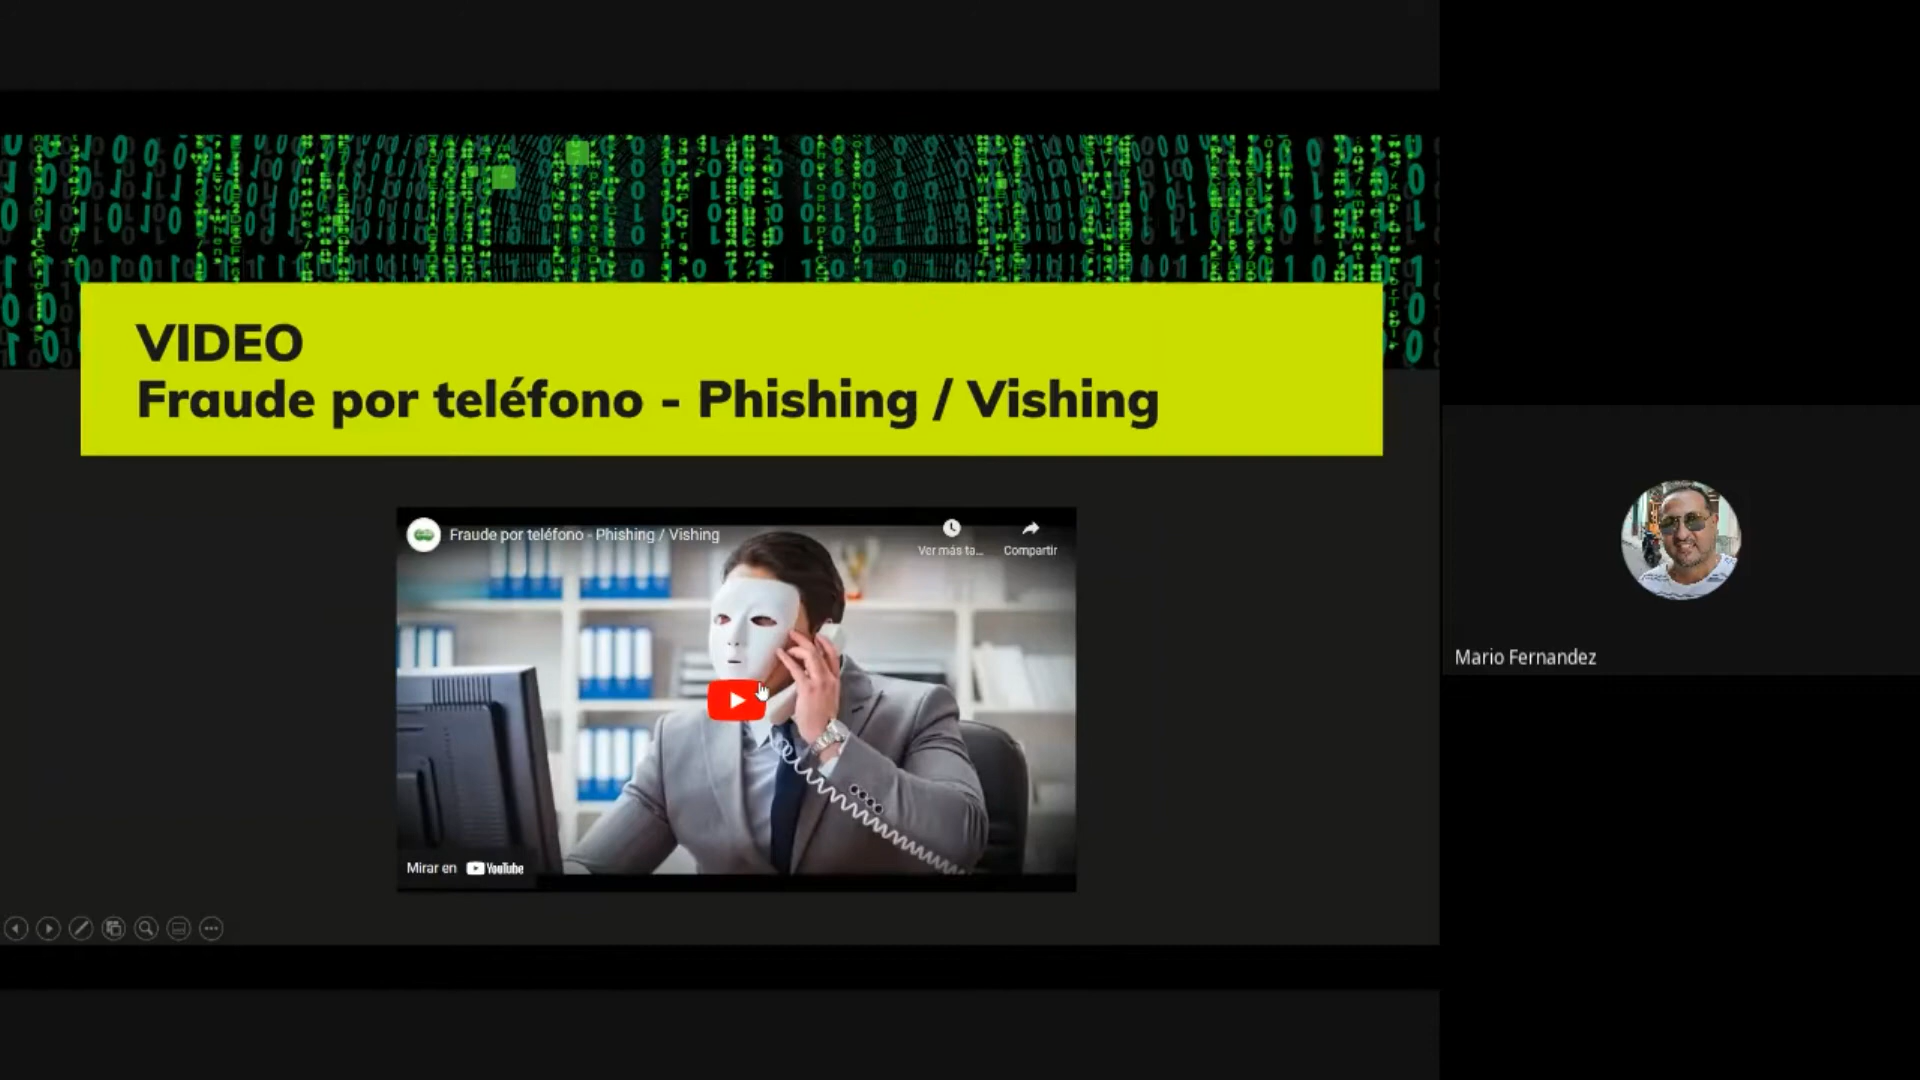 VIDEO
Fraude por teléfono - Phishing / Vishing
Fraude por teléfono - Phishing / Vishing
Ver más ta...
Compartir
Mirar en YouTube
Mario Fernandez